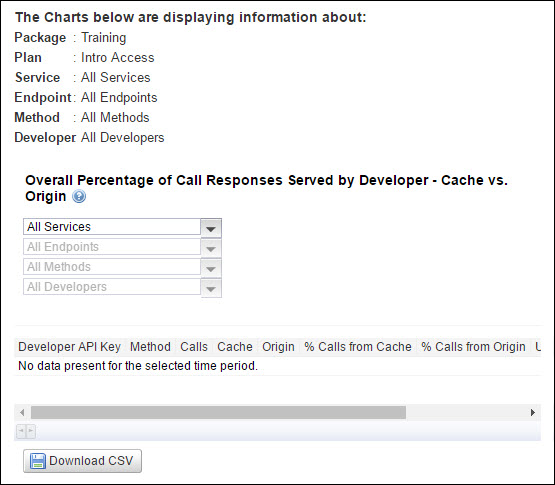 The Charts below are displaying information about:
Package : Training
Plan : Intro Access
Service : All Services
Endpoint : All Endpoints
Method : All Methods
Developer : All Developers
Overall Percentage of Call Responses Served by Developer - Cache vs.
Origin ?
All Services
All Endpoints
All Methods
All Developers
Developer API Key Method Calls Cache Origin % Calls from Cache % Calls from Origin U
No data present for the selected time period.
Download CSV